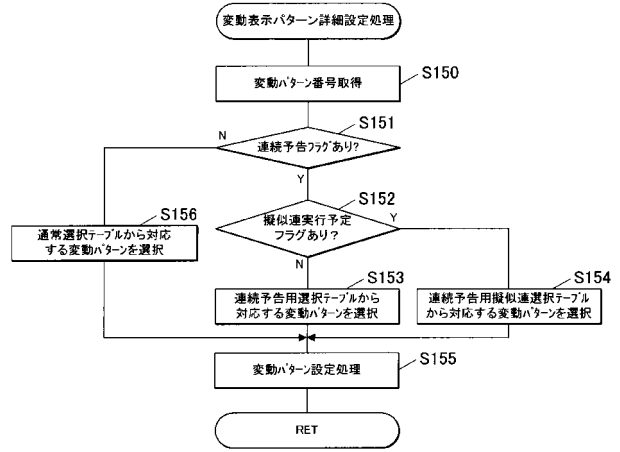 変動表示パターン詳細設定処理
S150
変動パターン番号取得
S151
連続予告フラグあり?
N
Y
S152
擬似連実行予定
フラグあり?
Y
N
S156
通常選択テーブルから対応
する変動パターンを選択
S153
連続予告用選択テーブルから
対応する変動パターンを選択
S154
連続予告用擬似連選択テーブル
から対応する変動パターンを選択
S155
変動パターン設定処理
RET